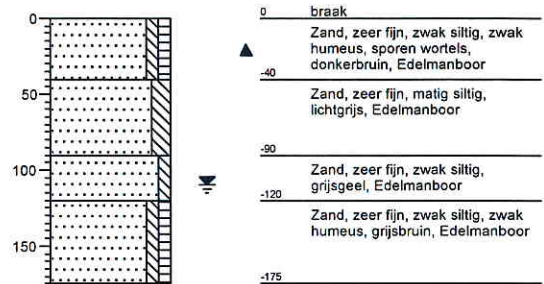 0
50
100
150
0
braak
Zand, zeer fijn, zwak siltig, zwak
humeus, sporen wortels,
donkerbruin, Edelmanboor
-40
Zand, zeer fijn, matig siltig,
lichtgrijs, Edelmanboor
-90
Zand, zeer fijn, zwak siltig,
grijsgeel, Edelmanboor
-120
Zand, zeer fijn, zwak siltig, zwak
humeus, grijsbruin, Edelmanboor
-175